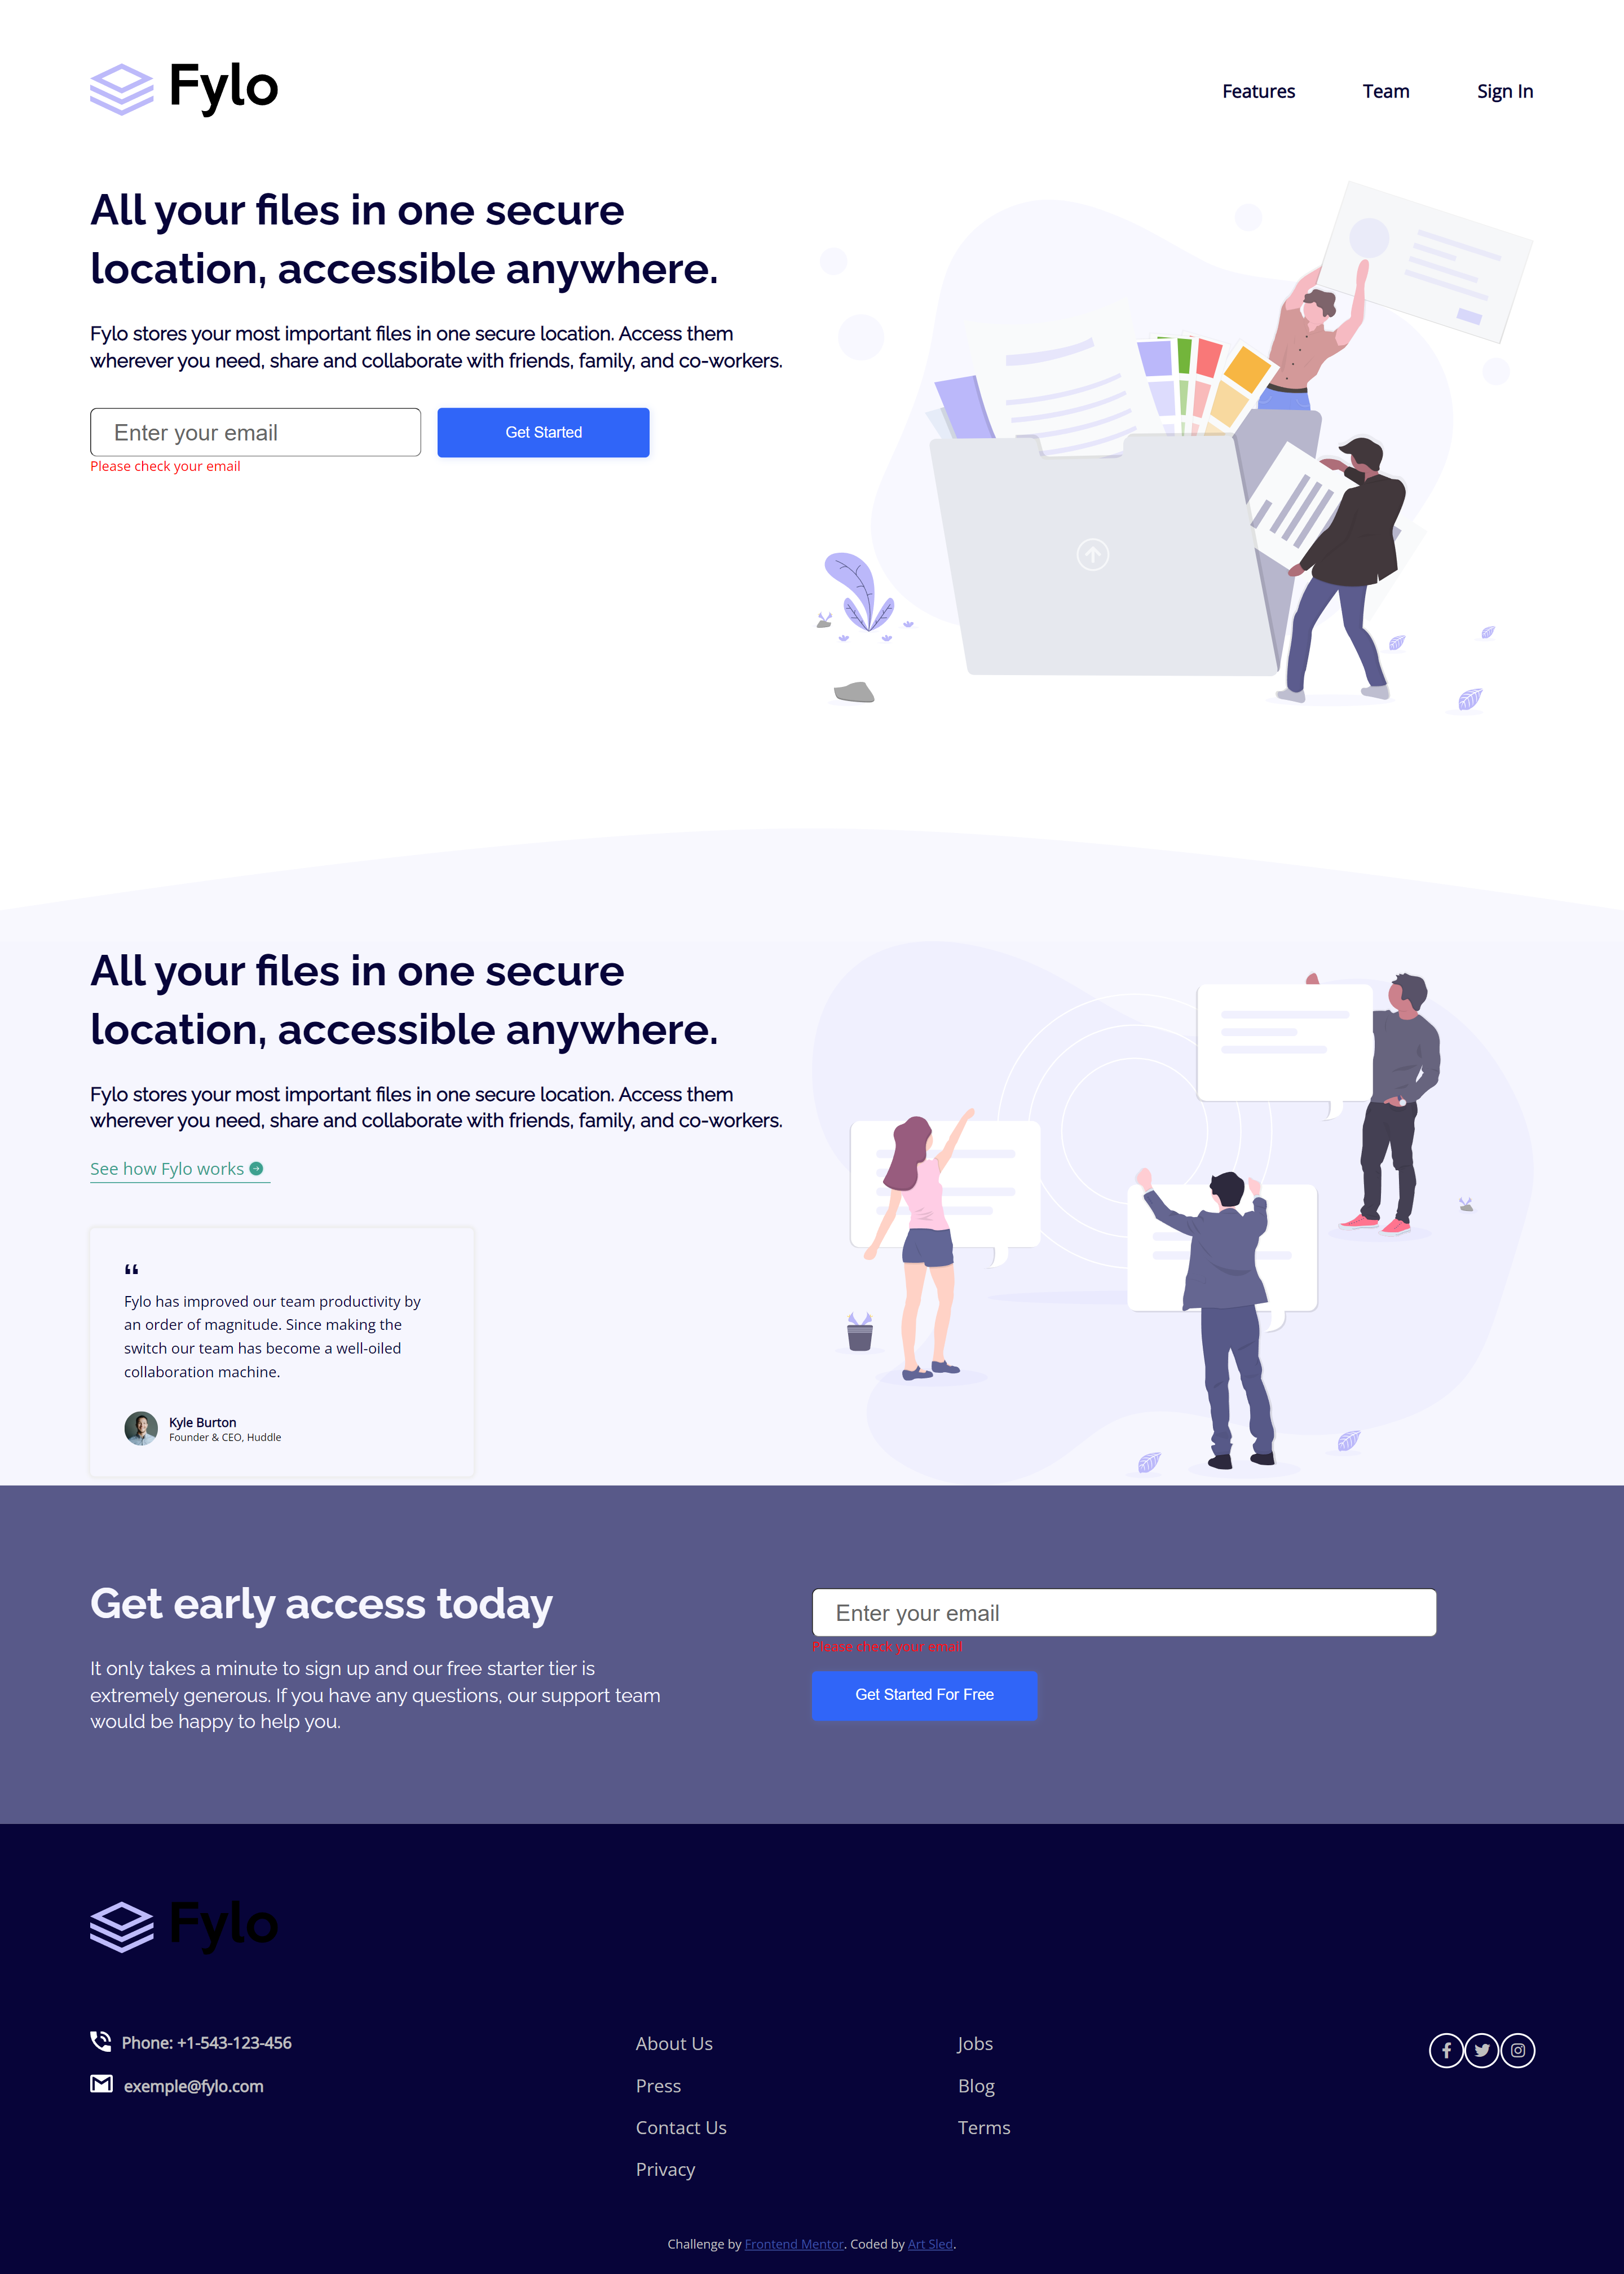 Fylo
Features
Team
Sign In
All your files in one secure
location, accessible anywhere.
Fylo stores your most important files in one secure location. Access them
wherever you need, share and collaborate with friends, family, and co-workers.
Enter your email
Get Started
Please check your email
All your files in one secure
location, accessible anywhere.
Fylo stores your most important files in one secure location. Access them
wherever you need, share and collaborate with friends, family, and co-workers.
See how Fylo works
“
Fylo has improved our team productivity by
an order of magnitude. Since making the
switch our team has become a well-oiled
collaboration machine.
Kyle Burton
Founder & CEO, Huddle
Get early access today
It only takes a minute to sign up and our free starter tier is
extremely generous. If you have any questions, our support team
would be happy to help you.
Enter your email
Please check your email
Get Started For Free
Fylo
Phone: +1-543-123-456
exemple@fylo.com
About Us
Press
Contact Us
Privacy
Jobs
Blog
Terms
Challenge by Frontend Mentor. Coded by Art Sled.